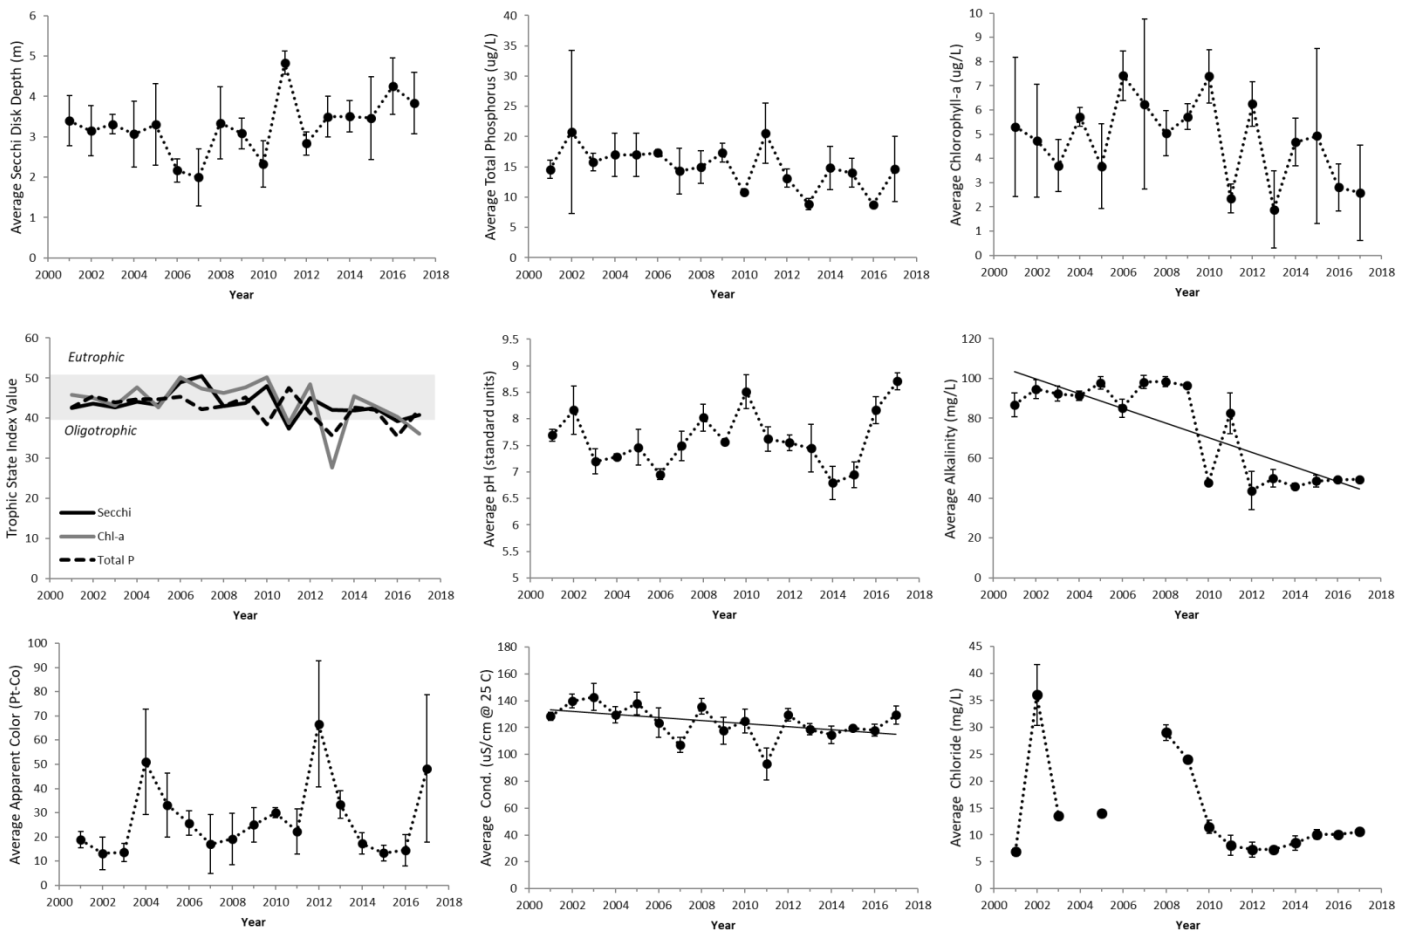 Average Secchi Disk Depth (m)
6
5
4
3
2
1
0
2000 2002 2004 2006 2008 2010 2012 2014 2016 2018
Year
Average Total Phosphorus (ug/L)
40
35
30
25
20
15
10
5
0
2000 2002 2004 2006 2008 2010 2012 2014 2016 2018
Year
Average Chlorophyll-a (ug/L)
10
9
8
7
6
5
4
3
2
1
0
2000 2002 2004 2006 2008 2010 2012 2014 2016 2018
Year
Trophic State Index Value
60
50
40
30
20
10
0
Eutrophic
Oligotrophic
Secchi
Chl-a
Total P
2000 2002 2004 2006 2008 2010 2012 2014 2016 2018
Year
Average pH (standard units)
9.5
9
8.5
8
7.5
7
6.5
6
5.5
5
2000 2002 2004 2006 2008 2010 2012 2014 2016 2018
Year
Average Alkalinity (mg/L)
120
100
80
60
40
20
0
2000 2002 2004 2006 2008 2010 2012 2014 2016 2018
Year
Average Apparent Color (Pt-Co)
100
90
80
70
60
50
40
30
20
10
0
2000 2002 2004 2006 2008 2010 2012 2014 2016 2018
Year
Average Cond. (uS/cm @ 25 C)
180
160
140
120
100
80
60
40
20
0
2000 2002 2004 2006 2008 2010 2012 2014 2016 2018
Year
Average Chloride (mg/L)
45
40
35
30
25
20
15
10
5
0
2000 2002 2004 2006 2008 2010 2012 2014 2016 2018
Year